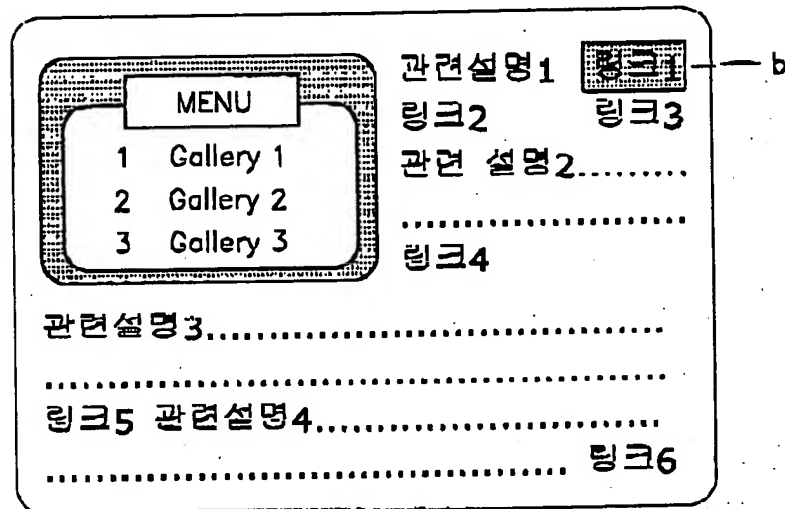 MENU
1 Gallery 1
2 Gallery 2
3 Gallery 3
관련설명1 링크1
b
링크2 링크3
관련 설명2.........
...........................
링크4
관련설명3..........................................
.........................................................
링크5 관련설명4................................
............................................... 링크6